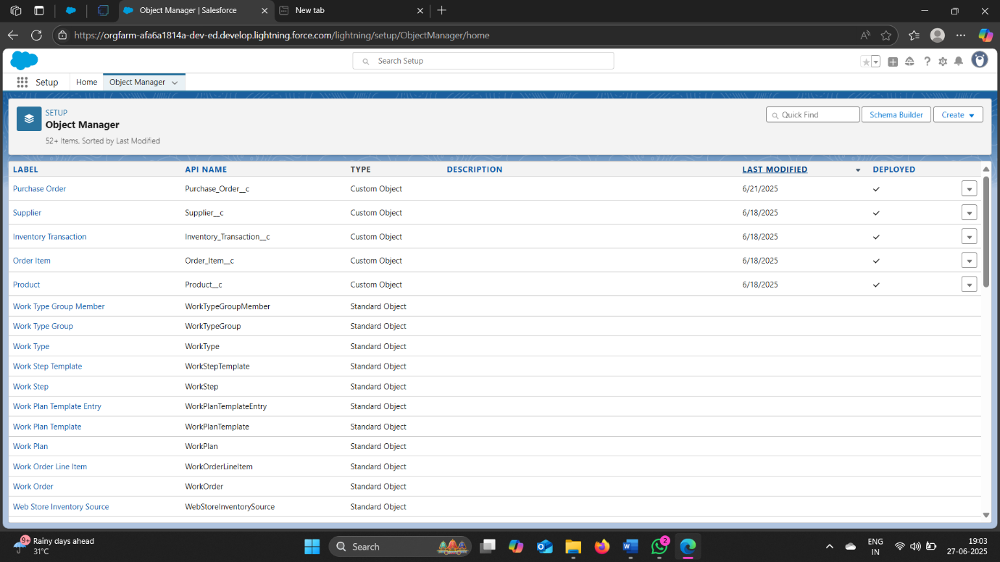 Object Manager | Salesforce
New tab
https://orgfarm-afa6a1814a-dev-ed.develop.lightning.force.com/lightning/setup/ObjectManager/home
Search Setup
Setup Home Object Manager
SETUP
Object Manager
52+ Items, Sorted by Last Modified
Quick Find Schema Builder Create
LABEL API NAME TYPE DESCRIPTION LAST MODIFIED DEPLOYED
Purchase Order Purchase_Order__c Custom Object 6/21/2025
Supplier Supplier__c Custom Object 6/18/2025
Inventory Transaction Inventory_Transaction__c Custom Object 6/18/2025
Order Item Order_Item__c Custom Object 6/18/2025
Product Product__c Custom Object 6/18/2025
Work Type Group Member WorkTypeGroupMember Standard Object
Work Type Group WorkTypeGroup Standard Object
Work Type WorkType Standard Object
Work Step Template WorkStepTemplate Standard Object
Work Step WorkStep Standard Object
Work Plan Template Entry WorkPlanTemplateEntry Standard Object
Work Plan Template WorkPlanTemplate Standard Object
Work Plan WorkPlan Standard Object
Work Order Line Item WorkOrderLineItem Standard Object
Work Order WorkOrder Standard Object
Web Store Inventory Source WebStoreInventorySource Standard Object
9+ Rainy days ahead
31°C
Search
2
ENG
IN
19:03
27-06-2025